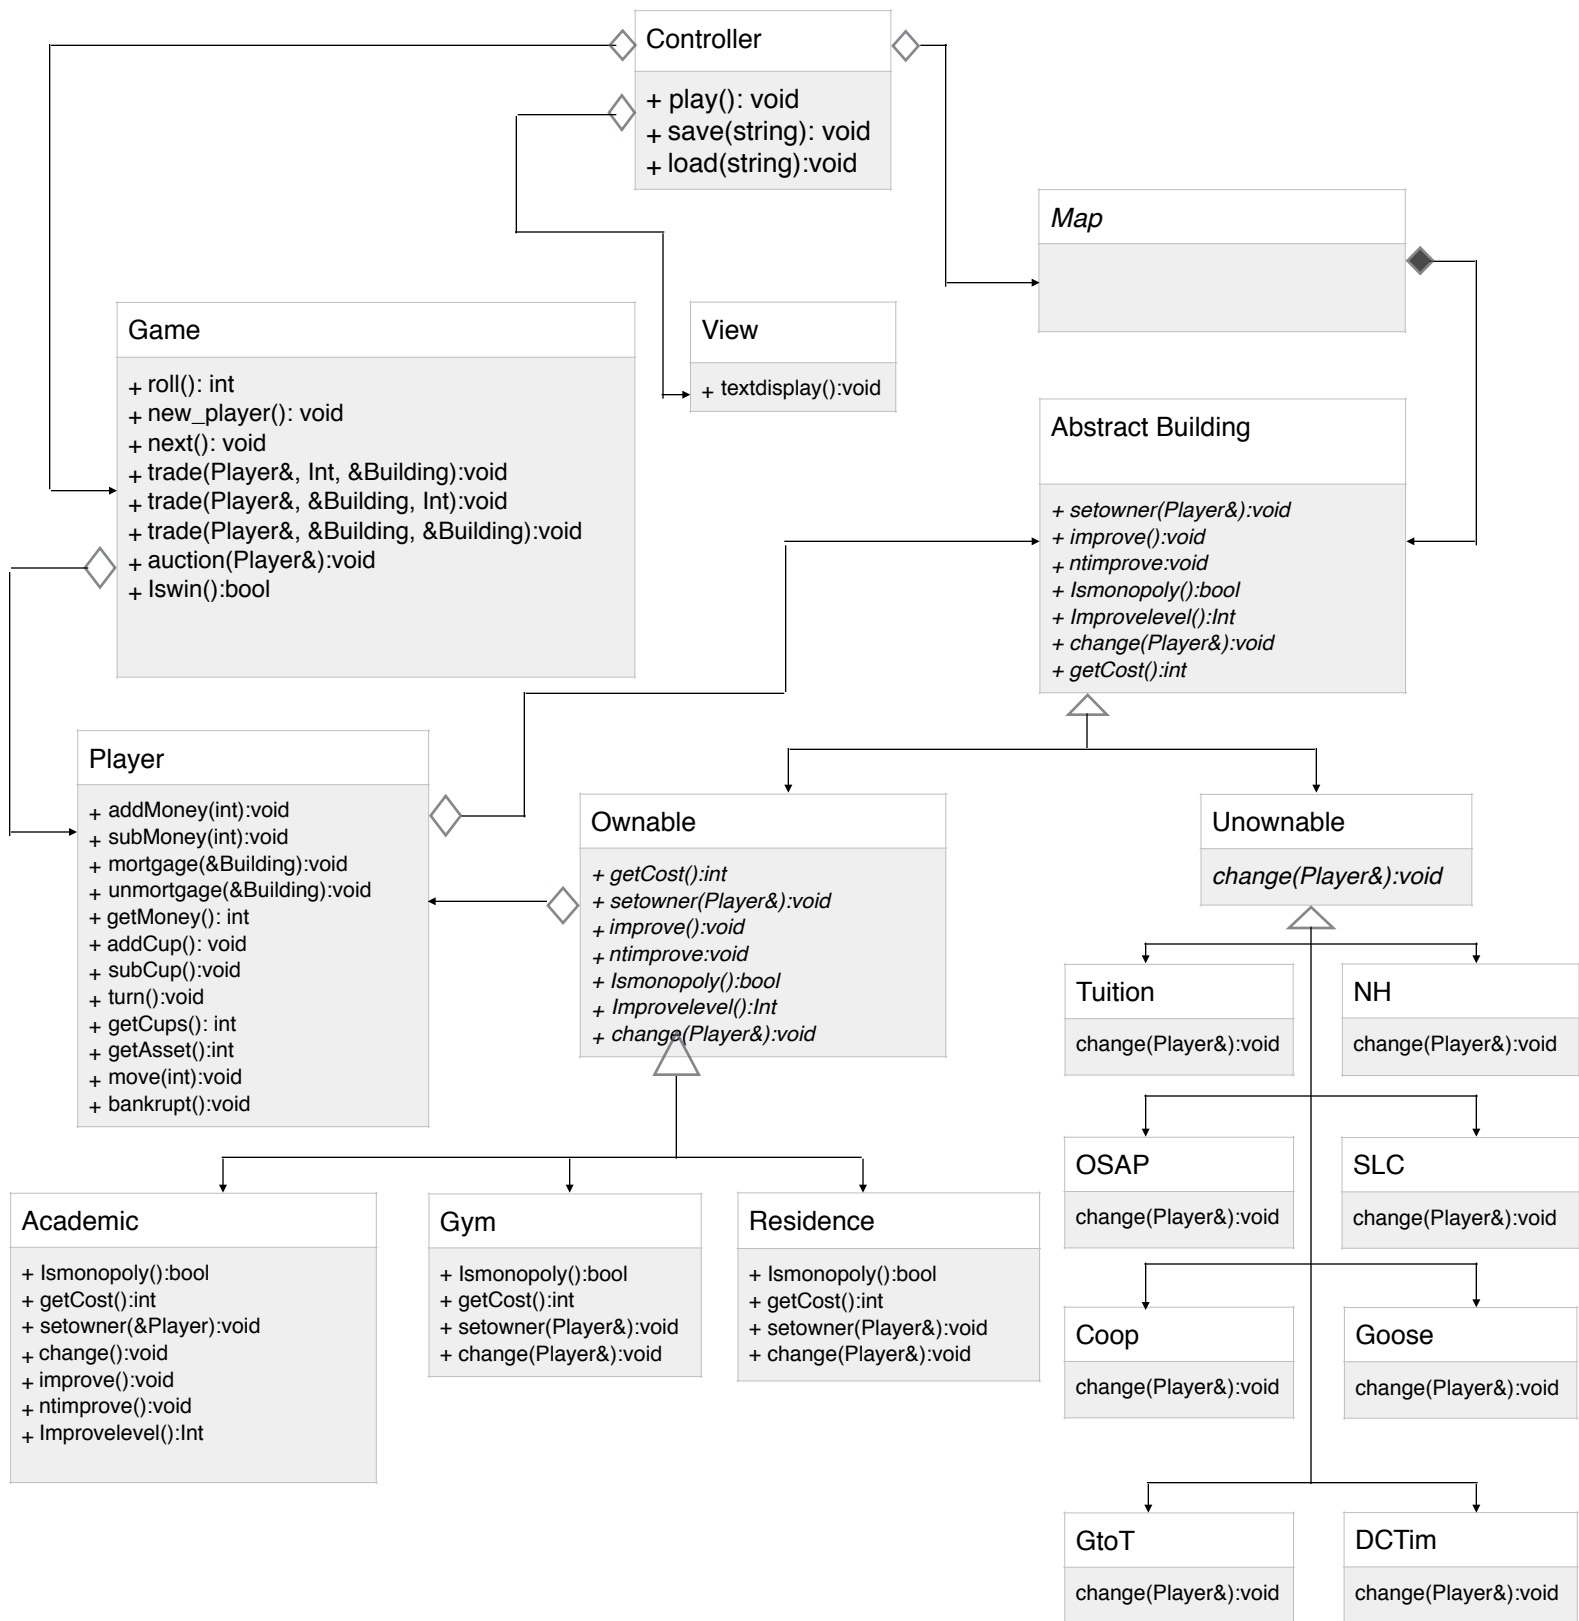 Controller
+ play(): void
+ save(string): void
+ load(string):void
Map
Game
+ roll(): int
+ new_player(): void
+ next(): void
+ trade(Player&, Int, &Building):void
+ trade(Player&, &Building, Int):void
+ trade(Player&, &Building, &Building):void
+ auction(Player&):void
+ Iswin():bool
View
+ textdisplay():void
Abstract Building
+ setowner(Player&):void
+ improve():void
+ ntimprove:void
+ Ismonopoly():bool
+ Improvelevel():Int
+ change(Player&):void
+ getCost():int
Player
+ addMoney(int):void
+ subMoney(int):void
+ mortgage(&Building):void
+ unmortgage(&Building):void
+ getMoney(): int
+ addCup(): void
+ subCup():void
+ turn():void
+ getCups(): int
+ getAsset():int
+ move(int):void
+ bankrupt():void
Ownable
+ getCost():int
+ setowner(Player&):void
+ improve():void
+ ntimprove:void
+ Ismonopoly():bool
+ Improvelevel():Int
+ change(Player&):void
Unownable
change(Player&):void
Tuition
change(Player&):void
NH
change(Player&):void
OSAP
change(Player&):void
SLC
change(Player&):void
Academic
+ Ismonopoly():bool
+ getCost():int
+ setowner(&Player):void
+ change():void
+ improve():void
+ ntimprove():void
+ Improvelevel():Int
Gym
+ Ismonopoly():bool
+ getCost():int
+ setowner(Player&):void
+ change(Player&):void
Residence
+ Ismonopoly():bool
+ getCost():int
+ setowner(Player&):void
+ change(Player&):void
Coop
change(Player&):void
Goose
change(Player&):void
GtoT
change(Player&):void
DCTim
change(Player&):void